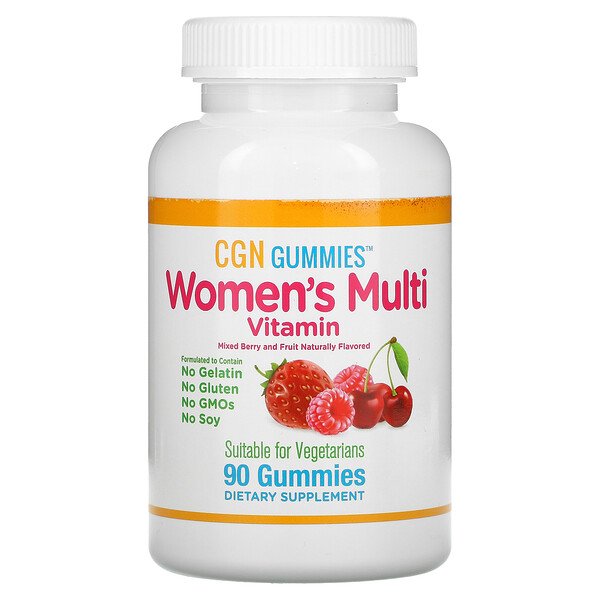 CGN GUMMIES™
Women's Multi
Vitamin
Mixed Berry and Fruit Naturally Flavored
Formulated to Contain
No Gelatin
No Gluten
No GMOs
No Soy
Suitable for Vegetarians
90 Gummies
DIETARY SUPPLEMENT